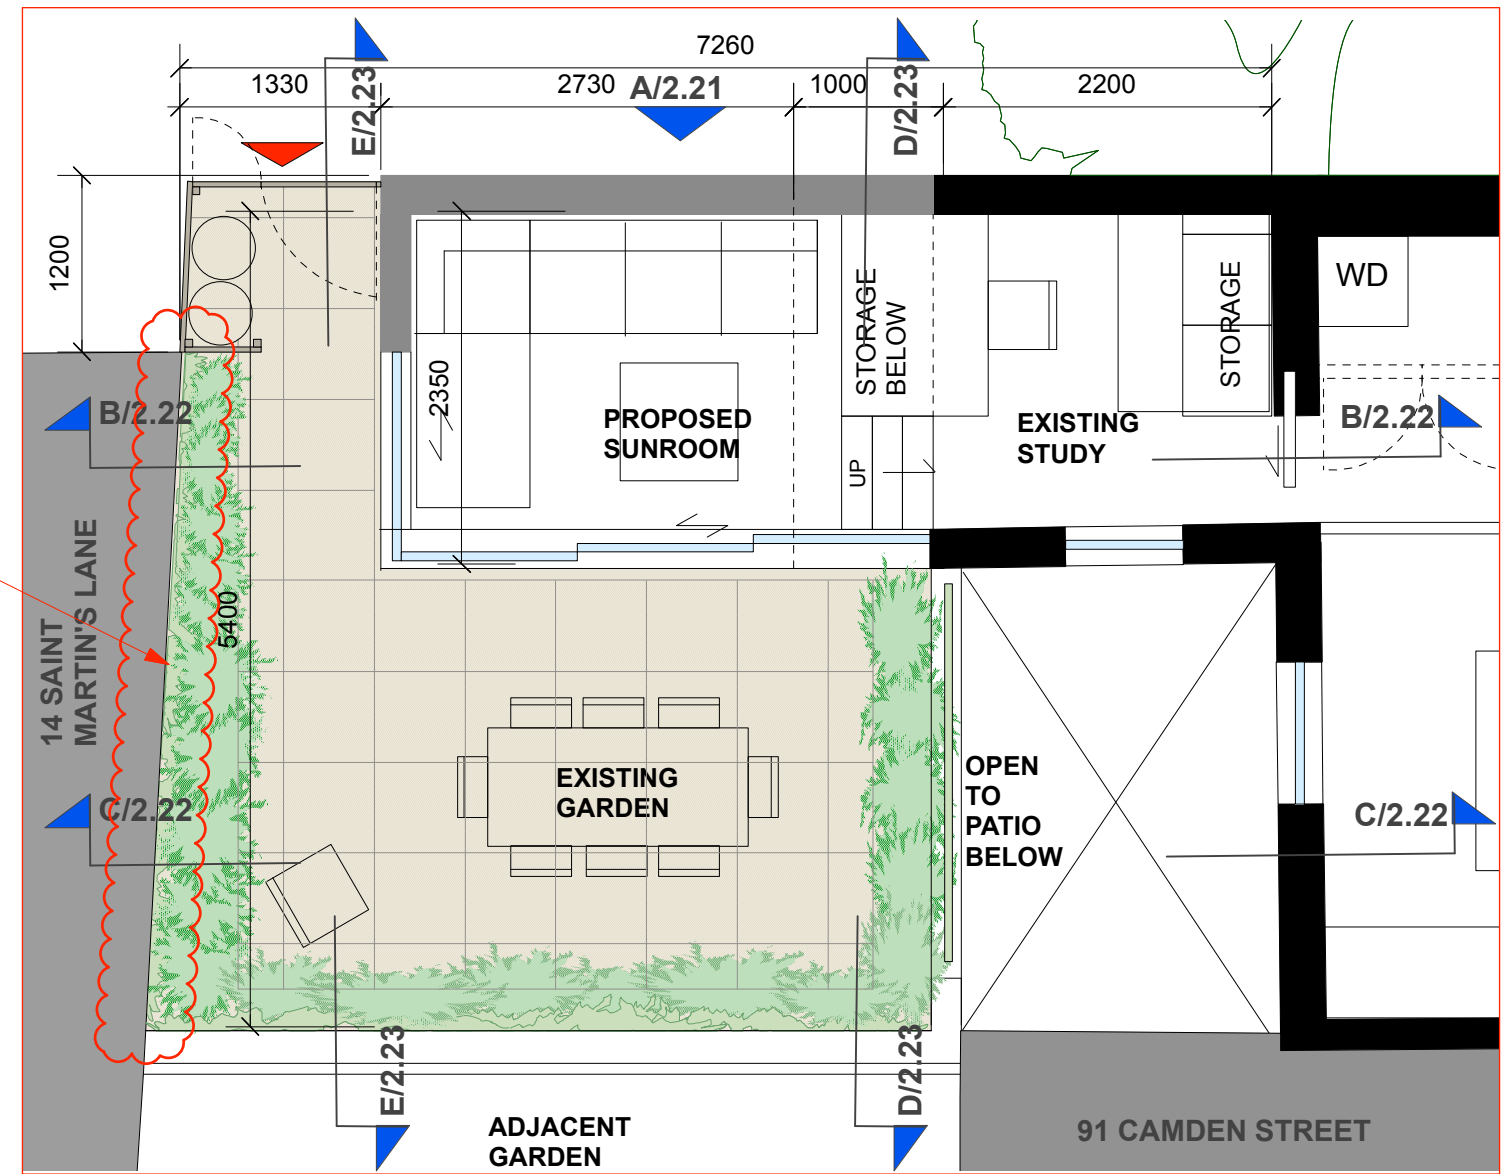 7260
1330
2730
1000
2200
E/2.23
A/2.21
D/2.23
1200
2350
STORAGE
BELOW
STORAGE
WD
B/2.22
PROPOSED
SUNROOM
EXISTING
STUDY
B/2.22
UP
14 SAINT
MARTIN'S LANE
5400
EXISTING
GARDEN
OPEN
TO
PATIO
BELOW
C/2.22
C/2.22
E/2.23
D/2.23
ADJACENT
GARDEN
91 CAMDEN STREET